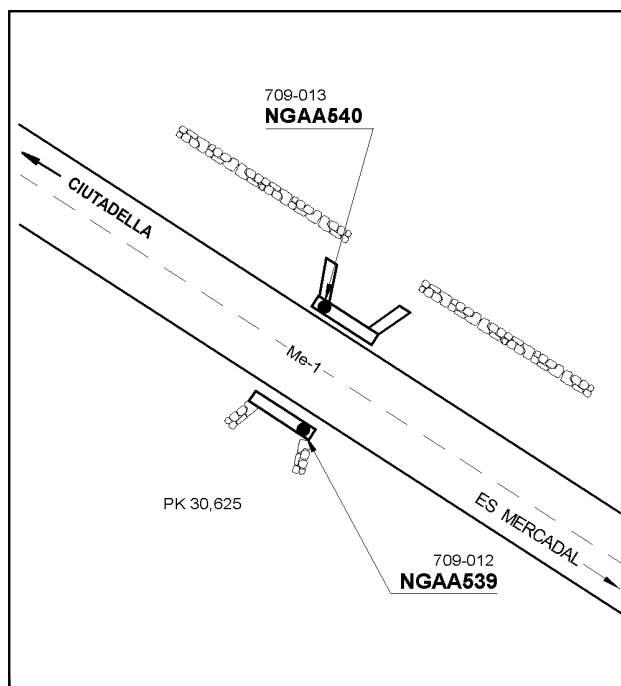 709-013
NGAA540
CIUTADELLA
Me-1
PK 30,625
ES MERCADAL
709-012
NGAA539